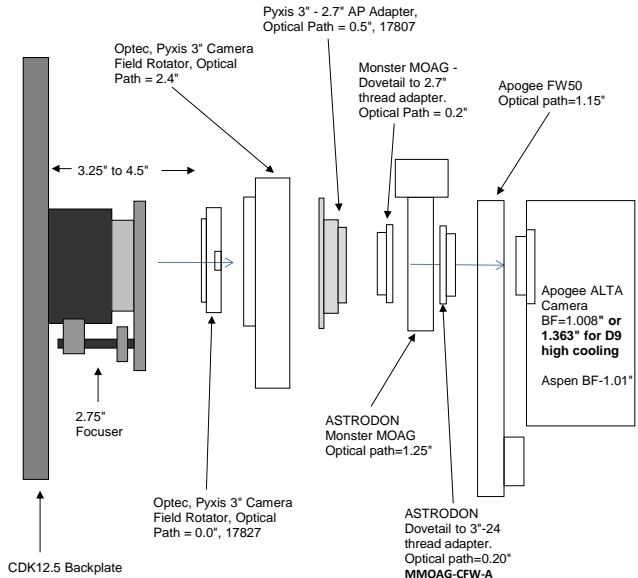 Pyxis 3" - 2.7" AP Adapter,
Optical Path = 0.5", 17807
Optec, Pyxis 3" Camera
Field Rotator, Optical
Path = 2.4"
Monster MOAG -
Dovetail to 2.7"
thread adapter.
Optical Path = 0.2"
Apogee FW50
Optical path=1.15"
3.25" to 4.5"
Apogee ALTA
Camera
BF=1.008" or
1.363" for D9
high cooling
Aspen BF-1.01"
2.75"
Focuser
ASTRODON
Monster MOAG
Optical path=1.25"
Optec, Pyxis 3" Camera
Field Rotator, Optical
Path = 0.0", 17827
ASTRODON
Dovetail to 3"-24
thread adapter.
Optical path=0.20"
MMOAG-CFW-A
CDK12.5 Backplate